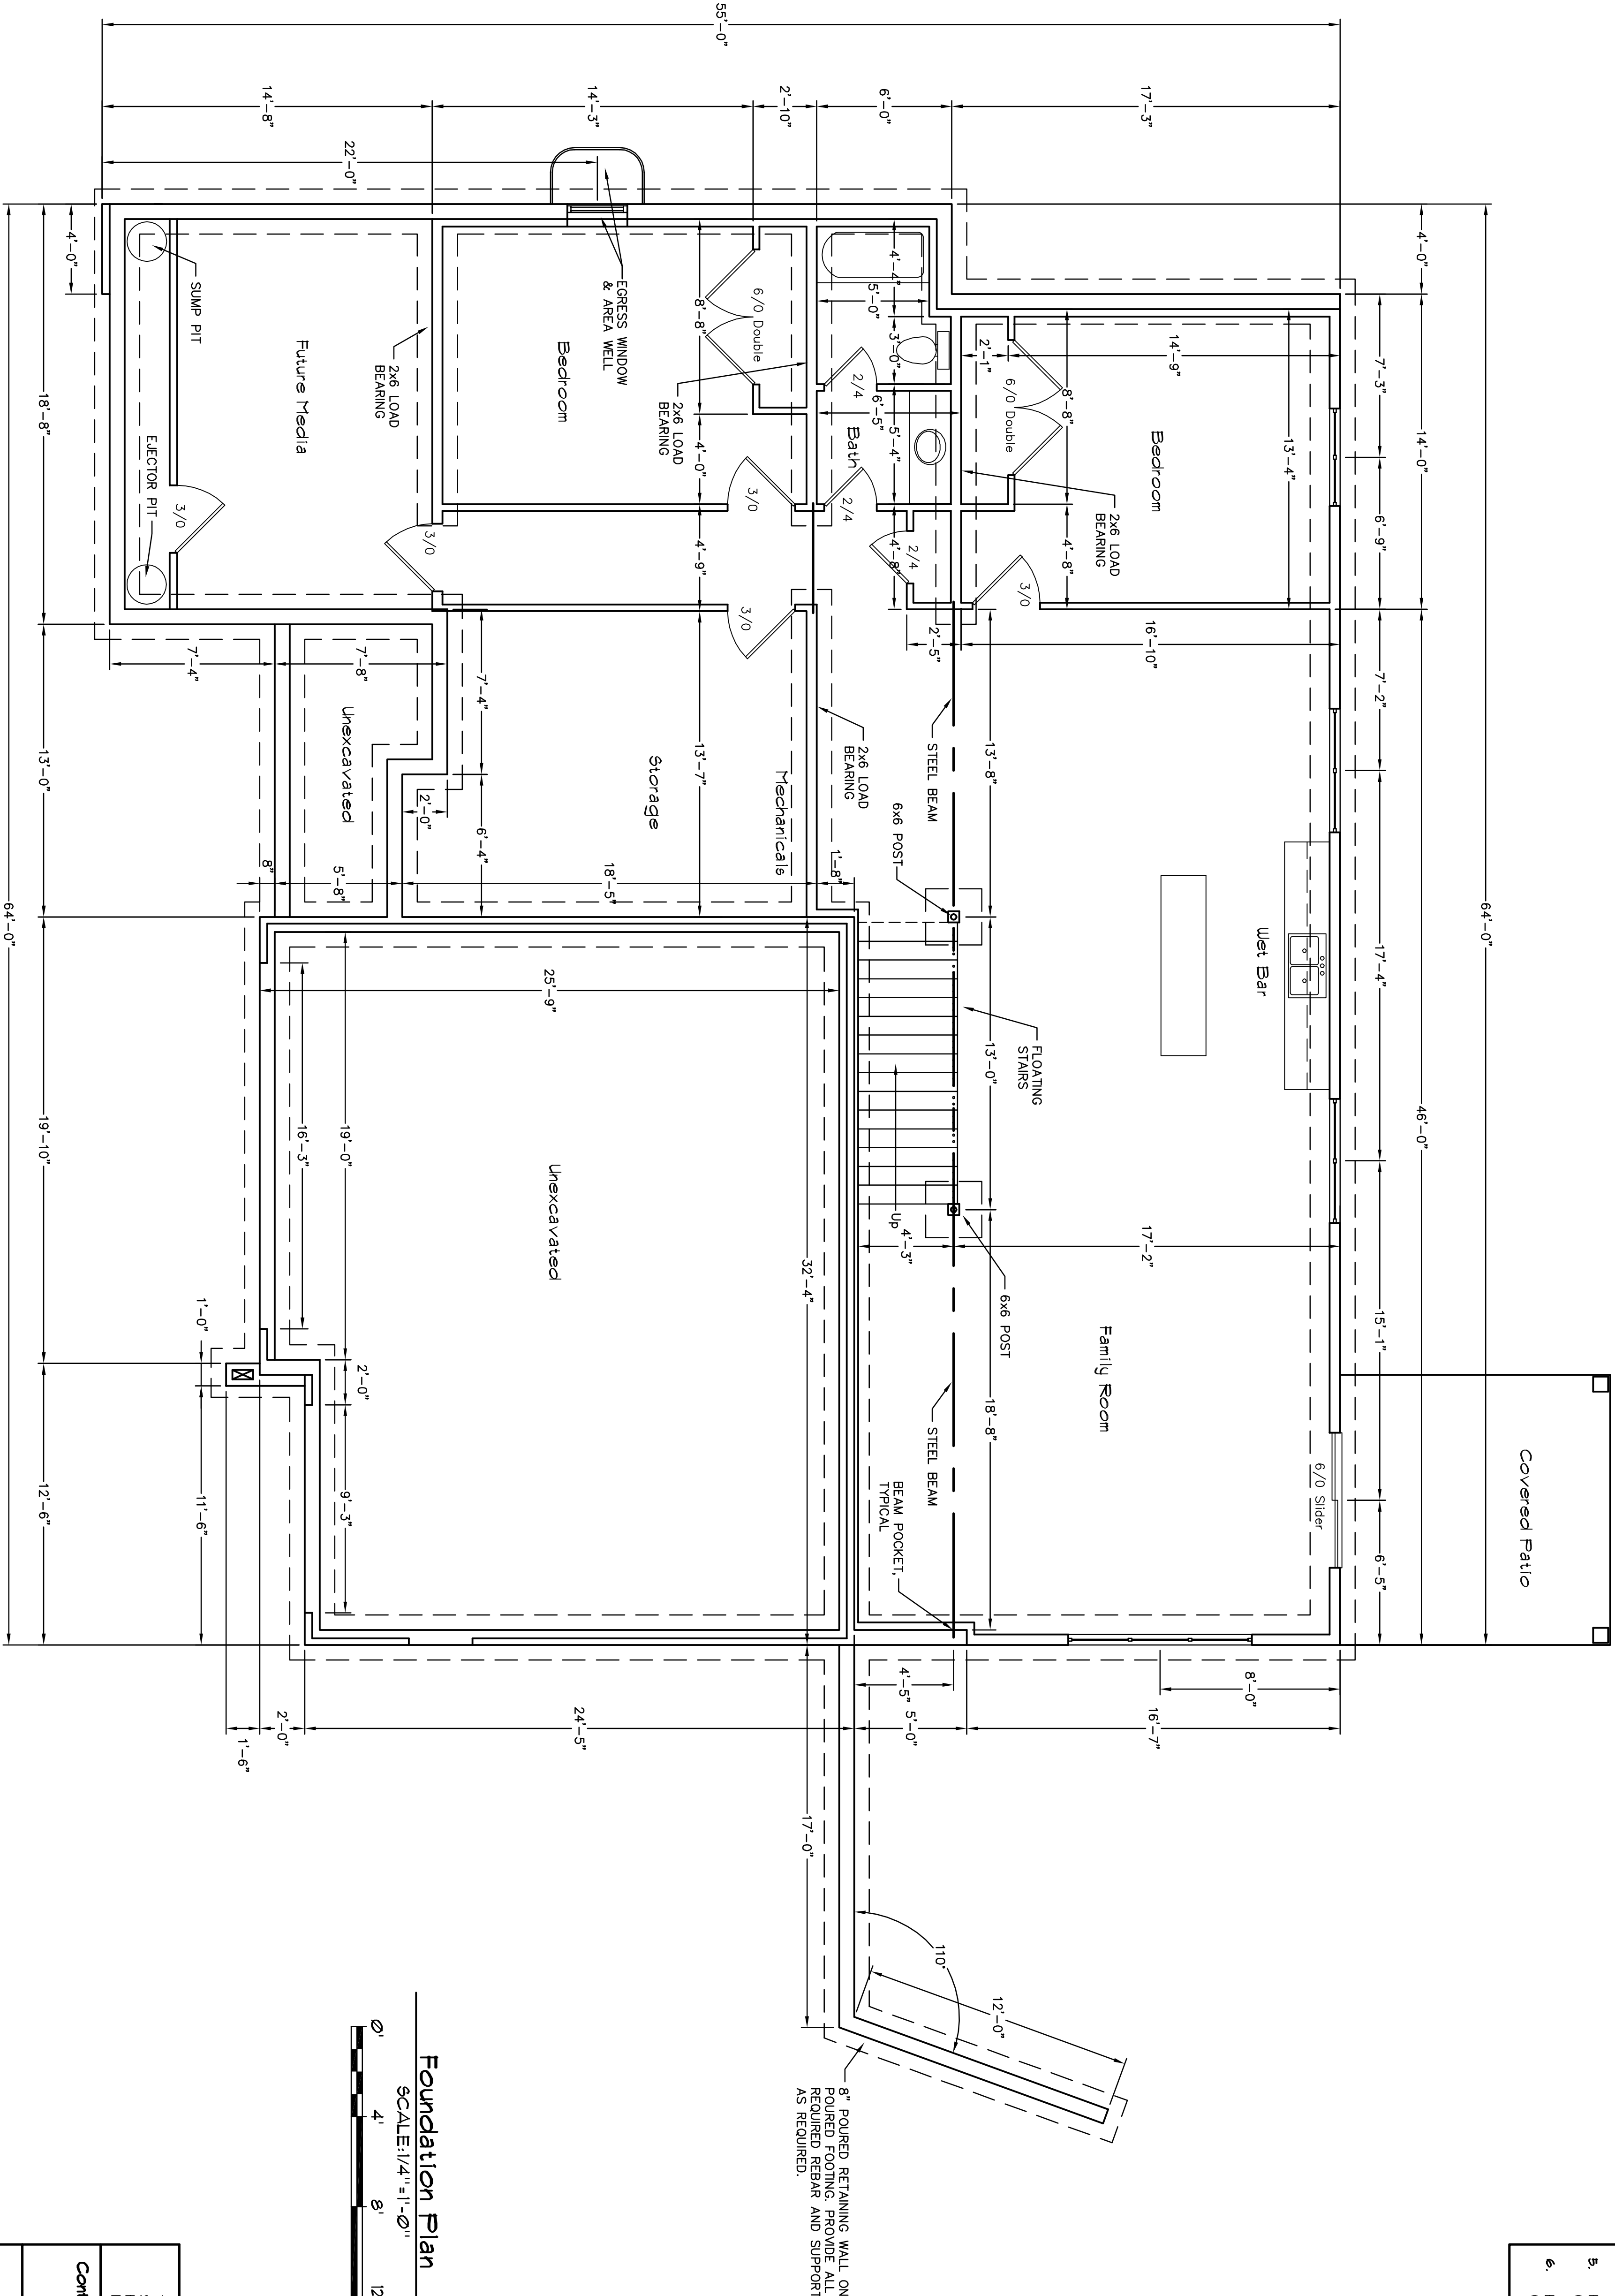 5.
6.
Covered Patio
64'-0"
4'-0"
14'-0"
46'-0"
7'-3"
6'-9"
7'-2"
17'-4"
15'-1"
6'-5"
6/0 Slider
13'-4"
Wet Bar
8'-0"
16'-7"
17'-3"
14'-9"
Bedroom
16'-10"
17'-2"
Family Room
2x6 LOAD
BEARING
8'-8"
4'-8"
6/0 Double
3/0
2'-1"
FLOATING
STAIRS
6x6 POST
13'-8"
13'-0"
18'-8"
12'-0"
110°
STEEL BEAM
STEEL BEAM
2'-5"
5'-0"
4'-5"
4'-3"
Up
BEAM POCKET,
TYPICAL
6x6 POST
6'-0"
4'-4"
3'-0"
5'-4"
4'-8"
5'-0"
6'-5"
2/4
2/4
2/4
Bath
2x6 LOAD
BEARING
1'-8"
8" POURED RETAINING WALL ON
POURED FOOTING. PROVIDE ALL
REQUIRED REBAR AND SUPPORT
AS REQUIRED.
32'-4"
17'-0"
2'-10"
6/0 Double
3/0
3/0
Mechanicals
8'-8"
4'-0"
4'-9"
13'-7"
2x6 LOAD
BEARING
55'-0"
14'-3"
EGRESS WINDOW
& AREA WELL
Bedroom
Storage
18'-5"
25'-9"
Unexcavated
24'-5"
7'-4"
6'-4"
2'-0"
3/0
2x6 LOAD
BEARING
22'-0"
Future Media
7'-8"
Unexcavated
5'-8"
19'-0"
2'-0"
9'-3"
16'-3"
14'-8"
SUMP PIT
3/0
EJECTOR PIT
7'-4"
8"
2'-0"
1'-6"
1'-0"
11'-6"
4'-0"
18'-8"
13'-0"
19'-10"
12'-6"
64'-0"
Foundation Plan
SCALE:1/4"=1'-0"
0'
4'
8'
12
Cont